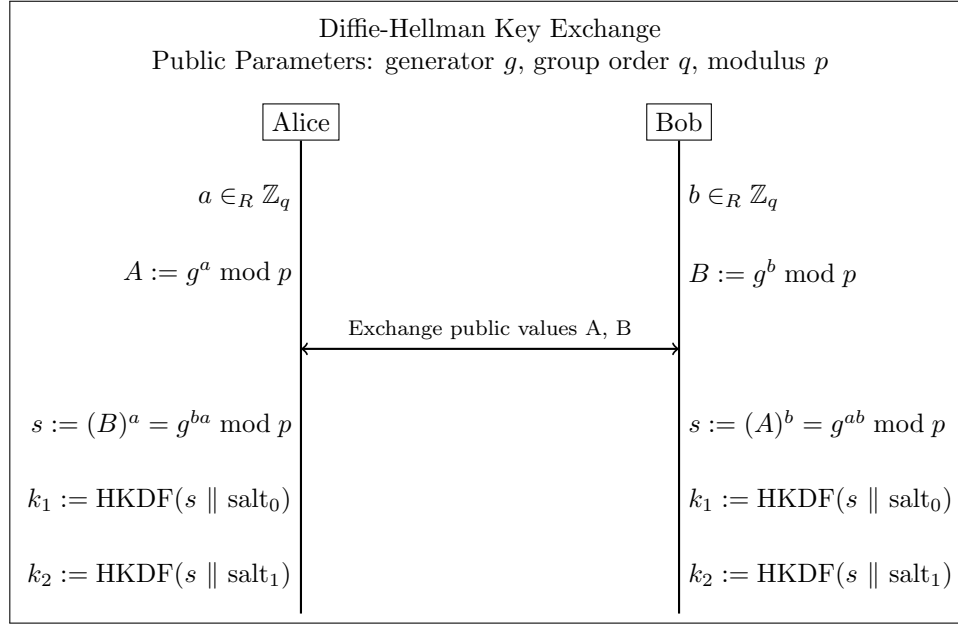 Diffie-Hellman Key Exchange
Public Parameters: generator g, group order q, modulus p
Alice Bob
a ∈_R ℤ_q b ∈_R ℤ_q
A := g^a mod p B := g^b mod p
Exchange public values A, B
s := (B)^a = g^{ba} mod p s := (A)^b = g^{ab} mod p
k_1 := HKDF(s ∥ salt_0) k_1 := HKDF(s ∥ salt_0)
k_2 := HKDF(s ∥ salt_1) k_2 := HKDF(s ∥ salt_1)